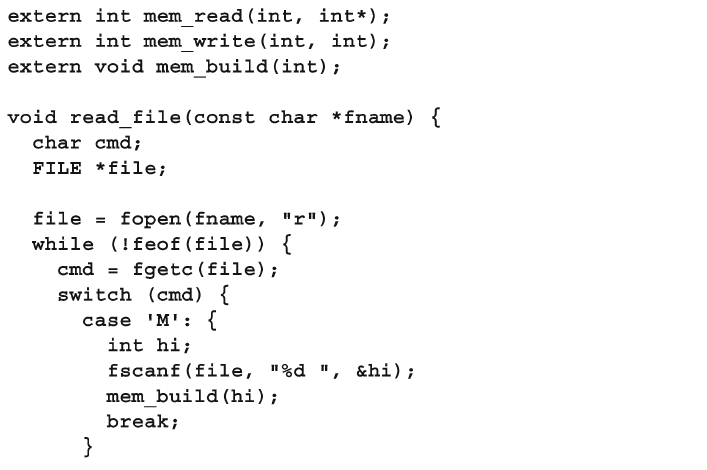 extern int mem_read(int, int*);
extern int mem_write(int, int);
extern void mem_build(int);

void read_file(const char *fname) {
  char cmd;
  FILE *file;

  file = fopen(fname, "r");
  while (!feof(file)) {
    cmd = fgetc(file);
    switch (cmd) {
      case 'M': {
        int hi;
        fscanf(file, "%d ", &hi);
        mem_build(hi);
        break;
      }